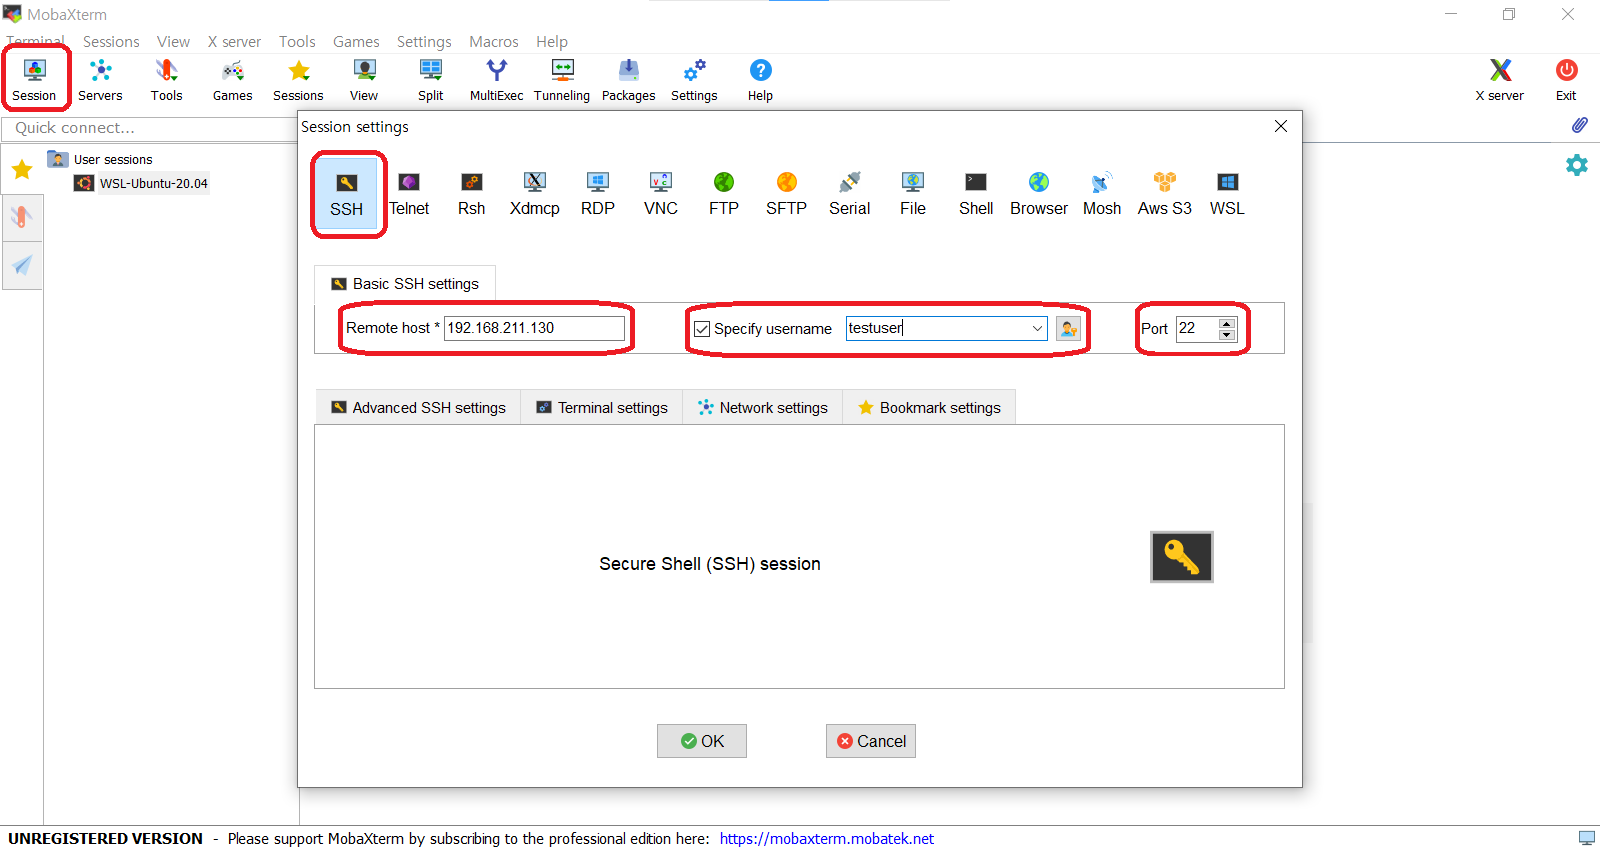 MobaXterm
Terminal Sessions View X server Tools Games Settings Macros Help
Session Servers Tools Games Sessions View Split MultiExec Tunneling Packages Settings Help X server Exit
Quick connect...
Session settings
User sessions
WSL-Ubuntu-20.04
SSH Telnet Rsh Xdmcp RDP VNC FTP SFTP Serial File Shell Browser Mosh Aws S3 WSL
Basic SSH settings
Remote host * 192.168.211.130 Specify username testuser Port 22
Advanced SSH settings Terminal settings Network settings Bookmark settings
Secure Shell (SSH) session
OK Cancel
UNREGISTERED VERSION - Please support MobaXterm by subscribing to the professional edition here: https://mobaxterm.mobatek.net